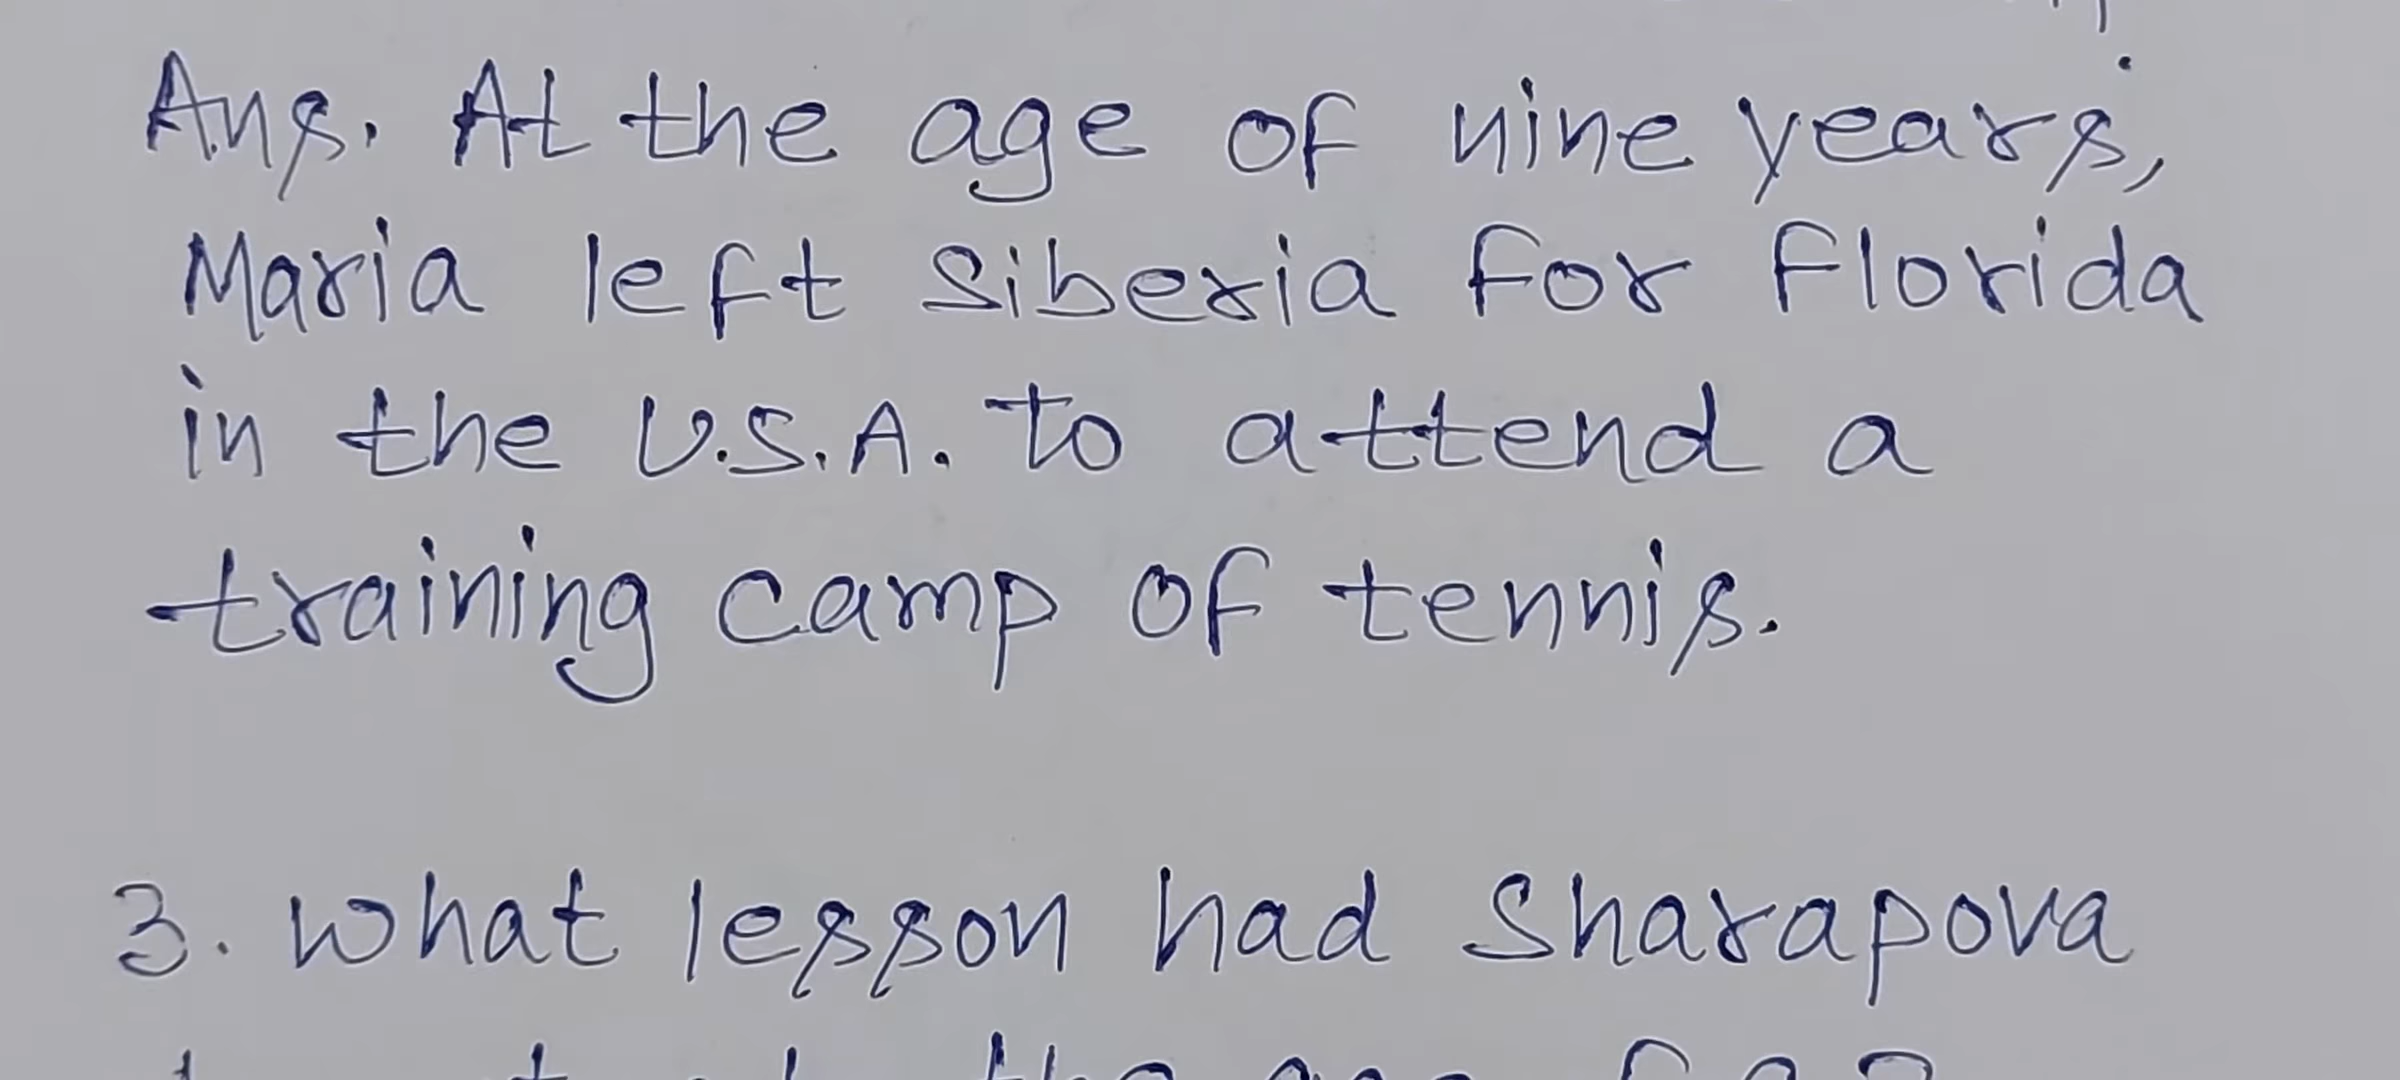 Ans. At the age of nine years,
Maria left Siberia for Florida
in the U.S.A. To attend a
training camp of tennis.
3. What lesson had Sharapova